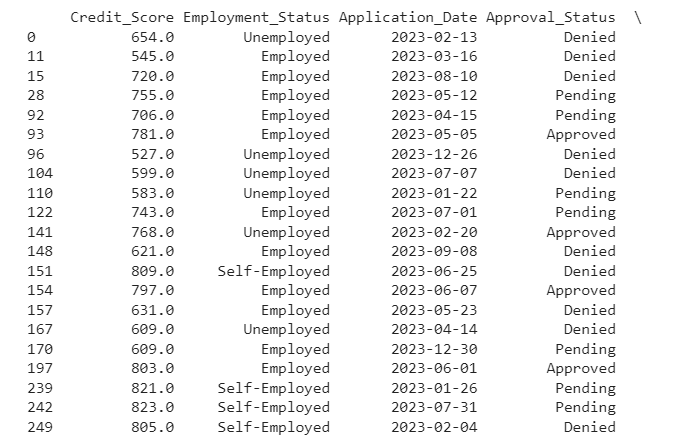 Credit_Score Employment_Status Application_Date Approval_Status \
0 654.0 Unemployed 2023-02-13 Denied
11 545.0 Employed 2023-03-16 Denied
15 720.0 Employed 2023-08-10 Denied
28 755.0 Employed 2023-05-12 Pending
92 706.0 Employed 2023-04-15 Pending
93 781.0 Employed 2023-05-05 Approved
96 527.0 Unemployed 2023-12-26 Denied
104 599.0 Unemployed 2023-07-07 Denied
110 583.0 Unemployed 2023-01-22 Pending
122 743.0 Employed 2023-07-01 Pending
141 768.0 Unemployed 2023-02-20 Approved
148 621.0 Employed 2023-09-08 Denied
151 809.0 Self-Employed 2023-06-25 Denied
154 797.0 Employed 2023-06-07 Approved
157 631.0 Employed 2023-05-23 Denied
167 609.0 Unemployed 2023-04-14 Denied
170 609.0 Employed 2023-12-30 Pending
197 803.0 Employed 2023-06-01 Approved
239 821.0 Self-Employed 2023-01-26 Pending
242 823.0 Self-Employed 2023-07-31 Pending
249 805.0 Self-Employed 2023-02-04 Denied